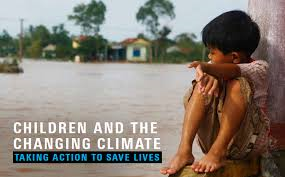 CHILDREN AND THE
CHANGING CLIMATE
TAKING ACTION TO SAVE LIVES